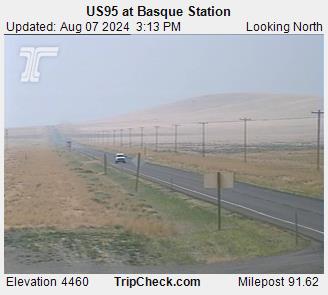 US95 at Basque Station
Updated: Aug 07 2024 3:13 PM Looking North
Elevation 4460 TripCheck.com Milepost 91.62